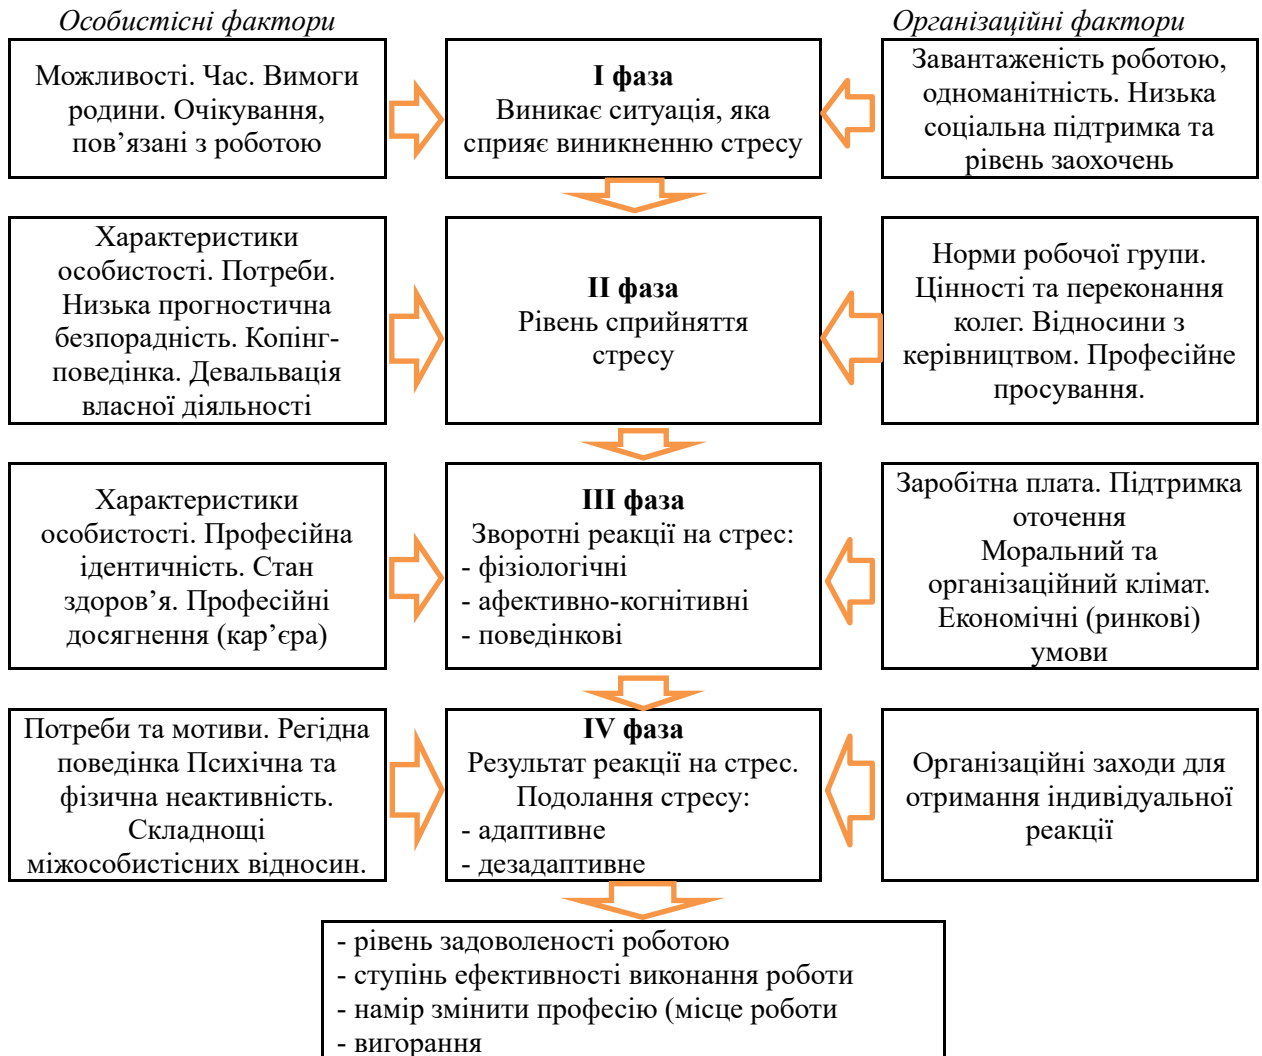 Особистісні фактори
Організаційні фактори
Можливості. Час. Вимоги
родини. Очікування,
пов’язані з роботою
I фаза
Виникає ситуація, яка
сприяє виникненню стресу
Завантаженість роботою,
одноманітність. Низька
соціальна підтримка та
рівень заохочень
Характеристики
особистості. Потреби.
Низька прогностична
безпорадність. Копінг-
поведінка. Девальвація
власної діяльності
II фаза
Рівень сприйняття
стресу
Норми робочої групи.
Цінності та переконання
колег. Відносини з
керівництвом. Професійне
просування.
Характеристики
особистості. Професійна
ідентичність. Стан
здоров’я. Професійні
досягнення (кар’єра)
III фаза
Зворотні реакції на стрес:
- фізіологічні
- афективно-когнітивні
- поведінкові
Заробітна плата. Підтримка
оточення
Моральний та
організаційний клімат.
Економічні (ринкові)
умови
Потреби та мотиви. Регідна
поведінка Психічна та
фізична неактивність.
Складнощі
міжособистісних відносин.
IV фаза
Результат реакції на стрес.
Подолання стресу:
- адаптивне
- дезадаптивне
Організаційні заходи для
отримання індивідуальної
реакції
- рівень задоволеності роботою
- ступінь ефективності виконання роботи
- намір змінити професію (місце роботи
- вигорання